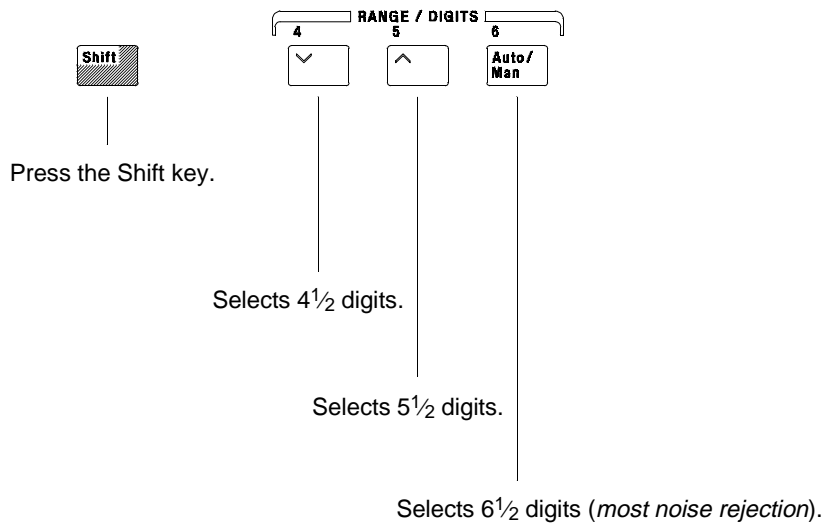 RANGE / DIGITS
4 5 6
Shift
Auto/
Man
Press the Shift key.
Selects 4½ digits.
Selects 5½ digits.
Selects 6½ digits (most noise rejection).